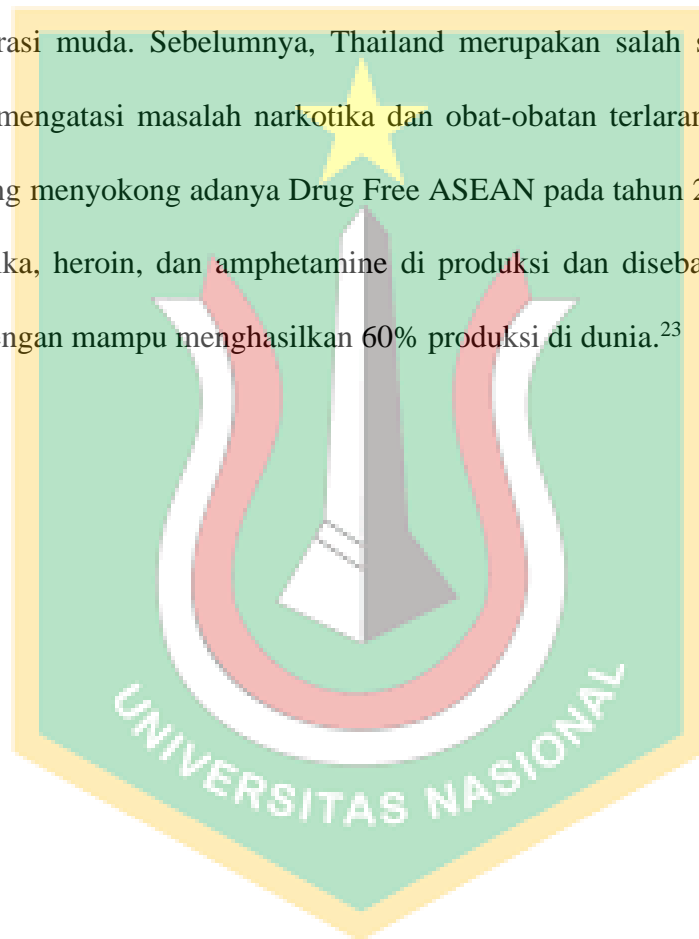 rasi muda. Sebelumnya, Thailand merupakan salah s
mengatasi masalah narkotika dan obat-obatan terlaran
ng menyokong adanya Drug Free ASEAN pada tahun 2
ika, heroin, dan amphetamine di produksi dan diseba
engan mampu menghasilkan 60% produksi di dunia.²³
UNIVERSITAS NASIONAL